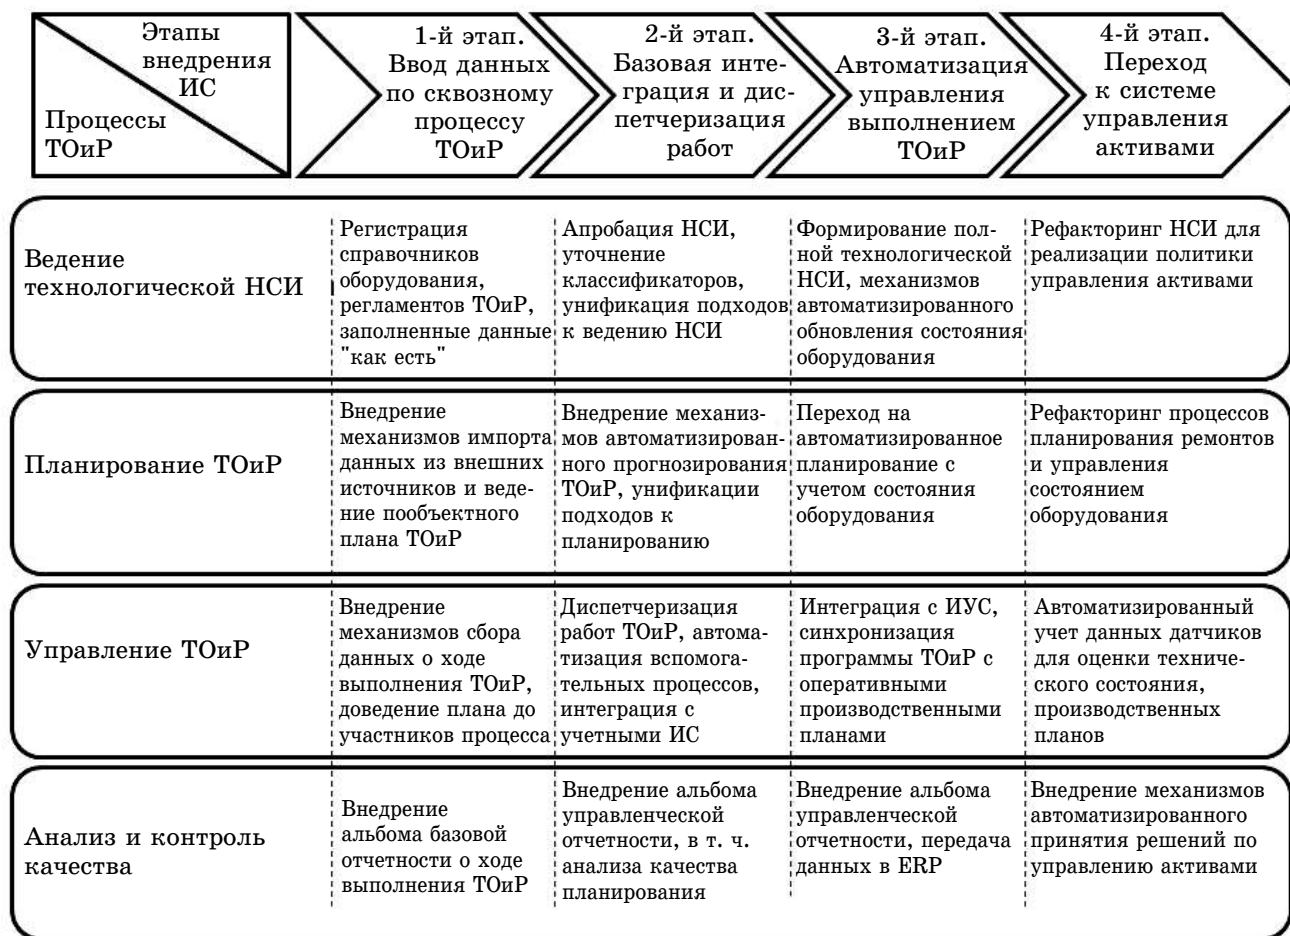 Этапы
внедрения
ИС
Процессы
ТОиР
1-й этап.
Ввод данных
по сквозному
процессу
ТОиР
2-й этап.
Базовая инте-
грация и дис-
петчеризация
работ
3-й этап.
Автоматизация
управления
выполнением
ТОиР
4-й этап.
Переход
к системе
управления
активами
Ведение
технологической НСИ
Регистрация
справочников
оборудования,
регламентов ТОиР,
заполненные данные
"как есть"
Апробация НСИ,
уточнение
классификаторов,
унификация подходов
к ведению НСИ
Формирование пол-
ной технологической
НСИ, механизмов
автоматизированного
обновления состояния
оборудования
Рефакторинг НСИ для
реализации политики
управления активами
Планирование ТОиР
Внедрение
механизмов импорта
данных из внешних
источников и веде-
ние пообъектного
плана ТОиР
Внедрение механиз-
мов автоматизирован-
ного прогнозирования
ТОиР, унификации
подходов к
планированию
Переход на
автоматизированное
планирование с
учетом состояния
оборудования
Рефакторинг процессов
планирования ремонтов
и управления
состоянием
оборудования
Управление ТОиР
Внедрение
механизмов сбора
данных о ходе
выполнения ТОиР,
доведение плана до
участников процесса
Диспетчеризация
работ ТОиР, автома-
тизация вспомога-
тельных процессов,
интеграция с
учетными ИС
Интеграция с ИУС,
синхронизация
программы ТОиР с
оперативными
производственными
планами
Автоматизированный
учет данных датчиков
для оценки техниче-
ского состояния,
производственных
планов
Анализ и контроль
качества
Внедрение
альбома базовой
отчетности о ходе
выполнения ТОиР
Внедрение альбома
управленческой
отчетности, в т. ч.
анализа качества
планирования
Внедрение альбома
управленческой
отчетности, передача
данных в ERP
Внедрение механизмов
автоматизированного
принятия решений по
управлению активами